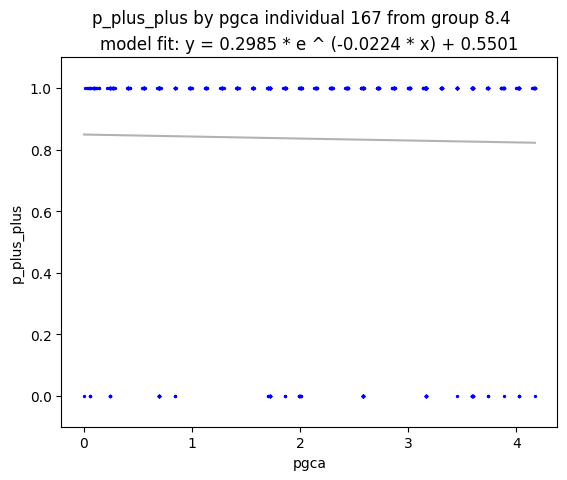 p_plus_plus by pgca individual 167 from group 8.4
model fit: y = 0.2985 * e ^ (-0.0224 * x) + 0.5501
1.0
0.8
0.6
0.4
0.2
0.0
p_plus_plus
0 1 2 3 4
pgca